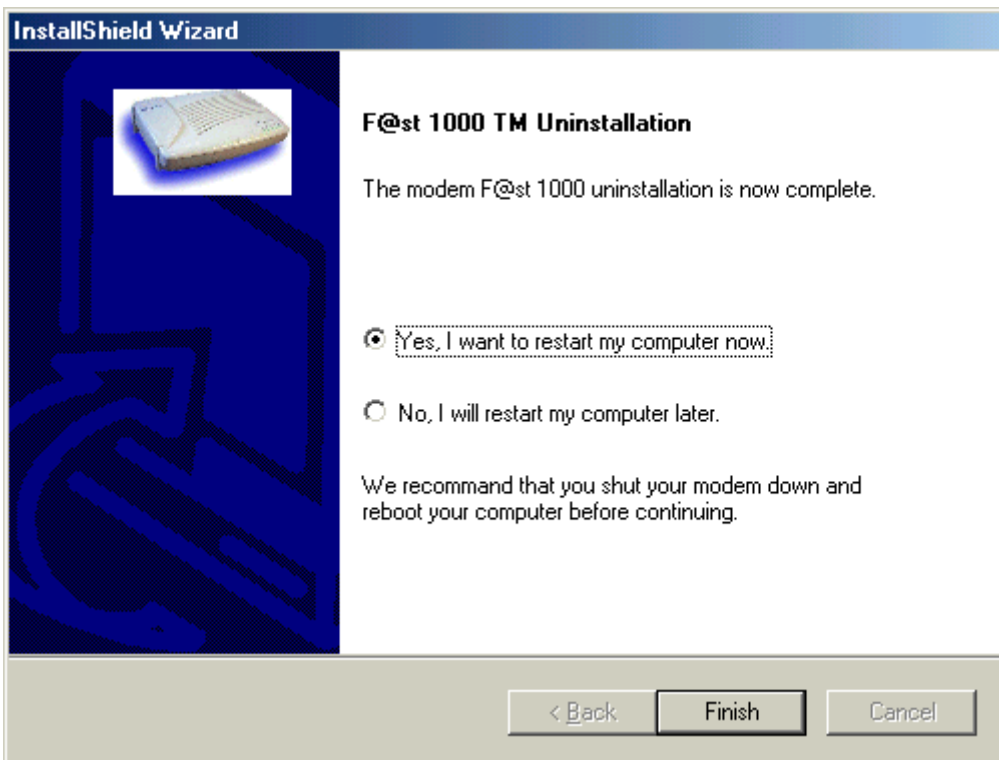 InstallShield Wizard
F@st 1000 TM Uninstallation
The modem F@st 1000 uninstallation is now complete.
Yes, I want to restart my computer now.
No, I will restart my computer later.
We recommand that you shut your modem down and
reboot your computer before continuing.
< Back
Finish
Cancel